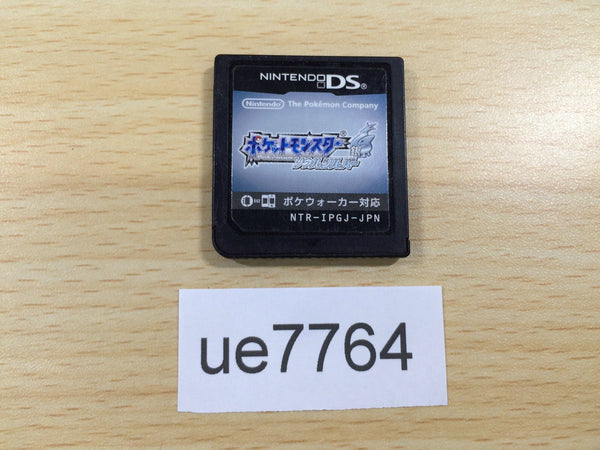 NINTENDO DS®
Nintendo® The Pokémon Company
ポケットモンスター®
ソウルシルバー
ポケウォーカー対応
NTR-IPGJ-JPN
ue7764